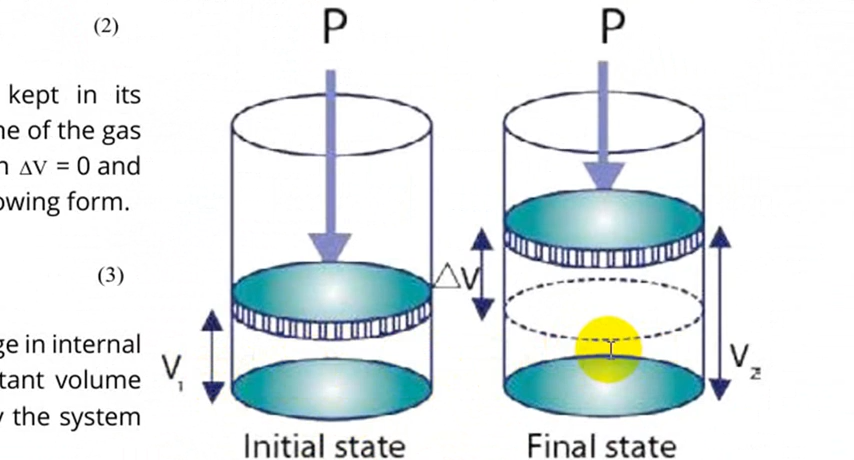 (2)
kept in its
ne of the gas
n ΔV = 0 and
owing form.
(3)
ge in internal
tant volume
y the system
P
P
ΔV
V₁
V₂
Initial state
Final state